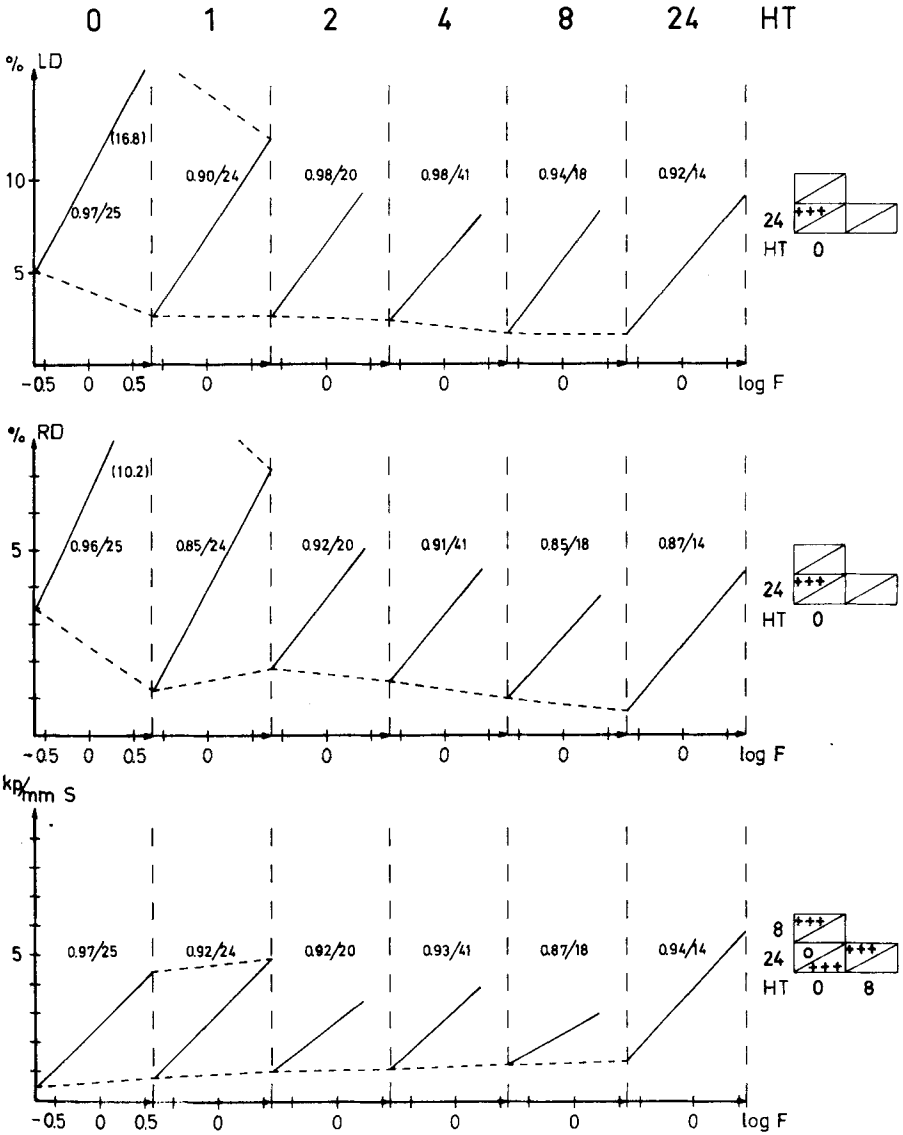 0 1 2 4 8 24 HT
% LD
(16.8)
10 0.90/24 0.98/20 0.98/41 0.94/18 0.92/14
0.97/25
+++
24
HT 0
5
-0.5 0 0.5 0 0 0 0 0 log F
% RD
(10.2)
5 0.96/25 0.85/24 0.92/20 0.91/41 0.85/18 0.87/14
+++
24
HT 0
-0.5 0 0.5 0 0 0 0 0 log F
kp/mm S
8 +++
5 0.97/25 0.92/24 0.92/20 0.93/41 0.87/18 0.94/14
24 0 +++
+++
HT 0 8
-0.5 0 0.5 0 0 0 0 0 log F